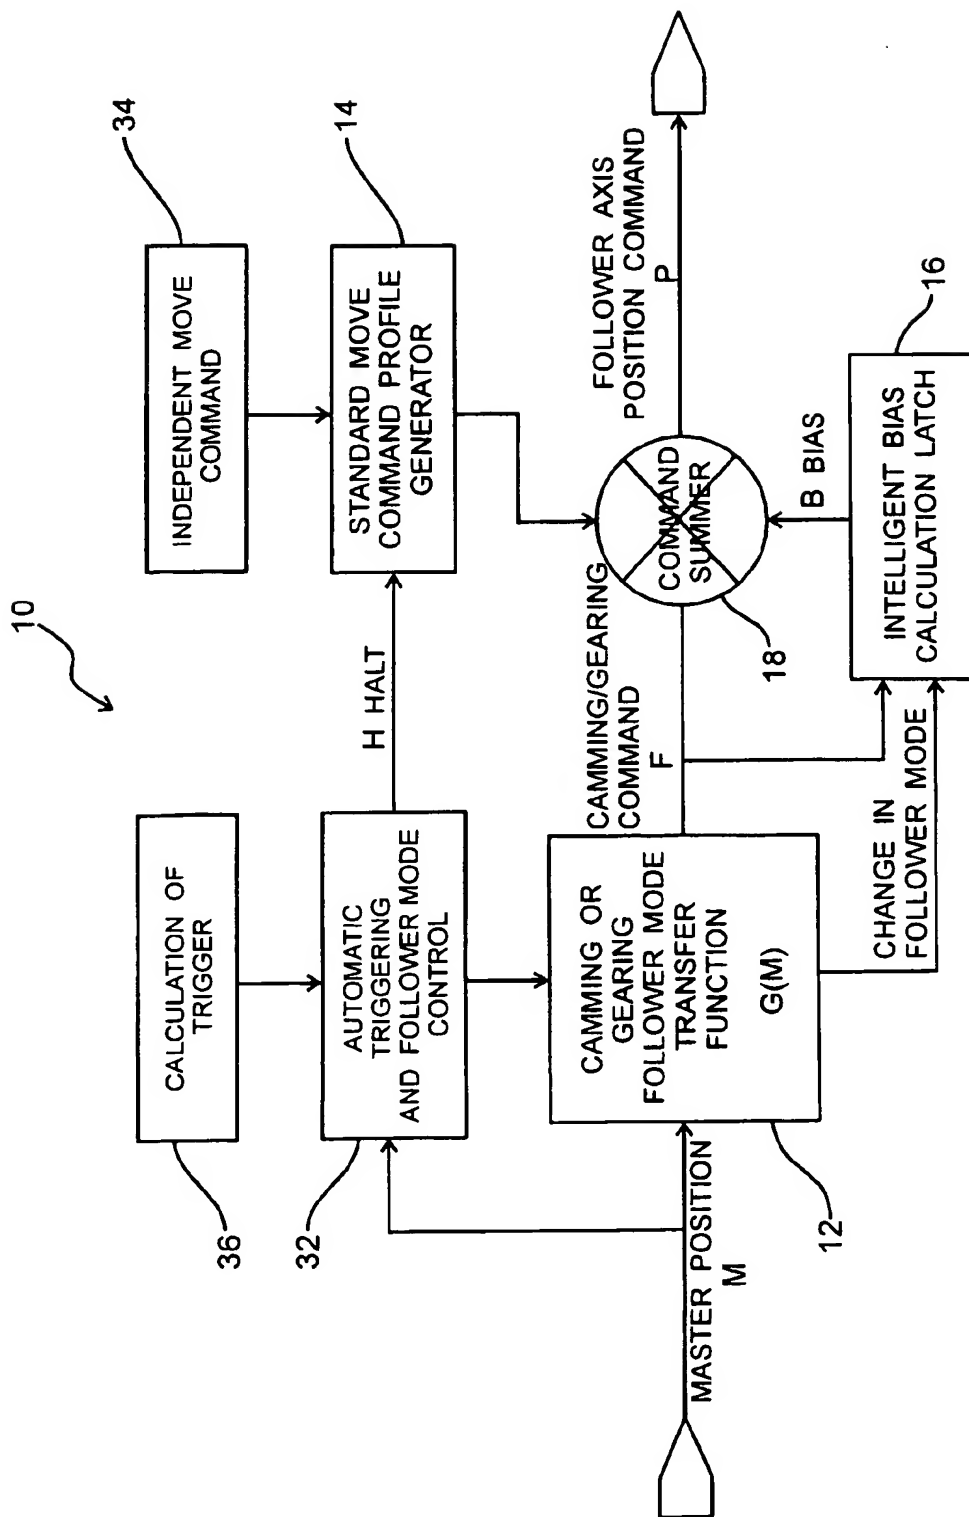 10
34
INDEPENDENT MOVE
COMMAND
14
STANDARD MOVE
COMMAND PROFILE
GENERATOR
36
CALCULATION OF
TRIGGER
32
AUTOMATIC
TRIGGERING
AND FOLLOWER MODE
CONTROL
H HALT
MASTER POSITION
M
12
CAMMING OR
GEARING
FOLLOWER MODE
TRANSFER
FUNCTION
G(M)
CAMMING/GEARING
COMMAND
F
18
COMMAND
SUMMER
FOLLOWER AXIS
POSITION COMMAND
P
B BIAS
16
INTELLIGENT BIAS
CALCULATION LATCH
CHANGE IN
FOLLOWER MODE